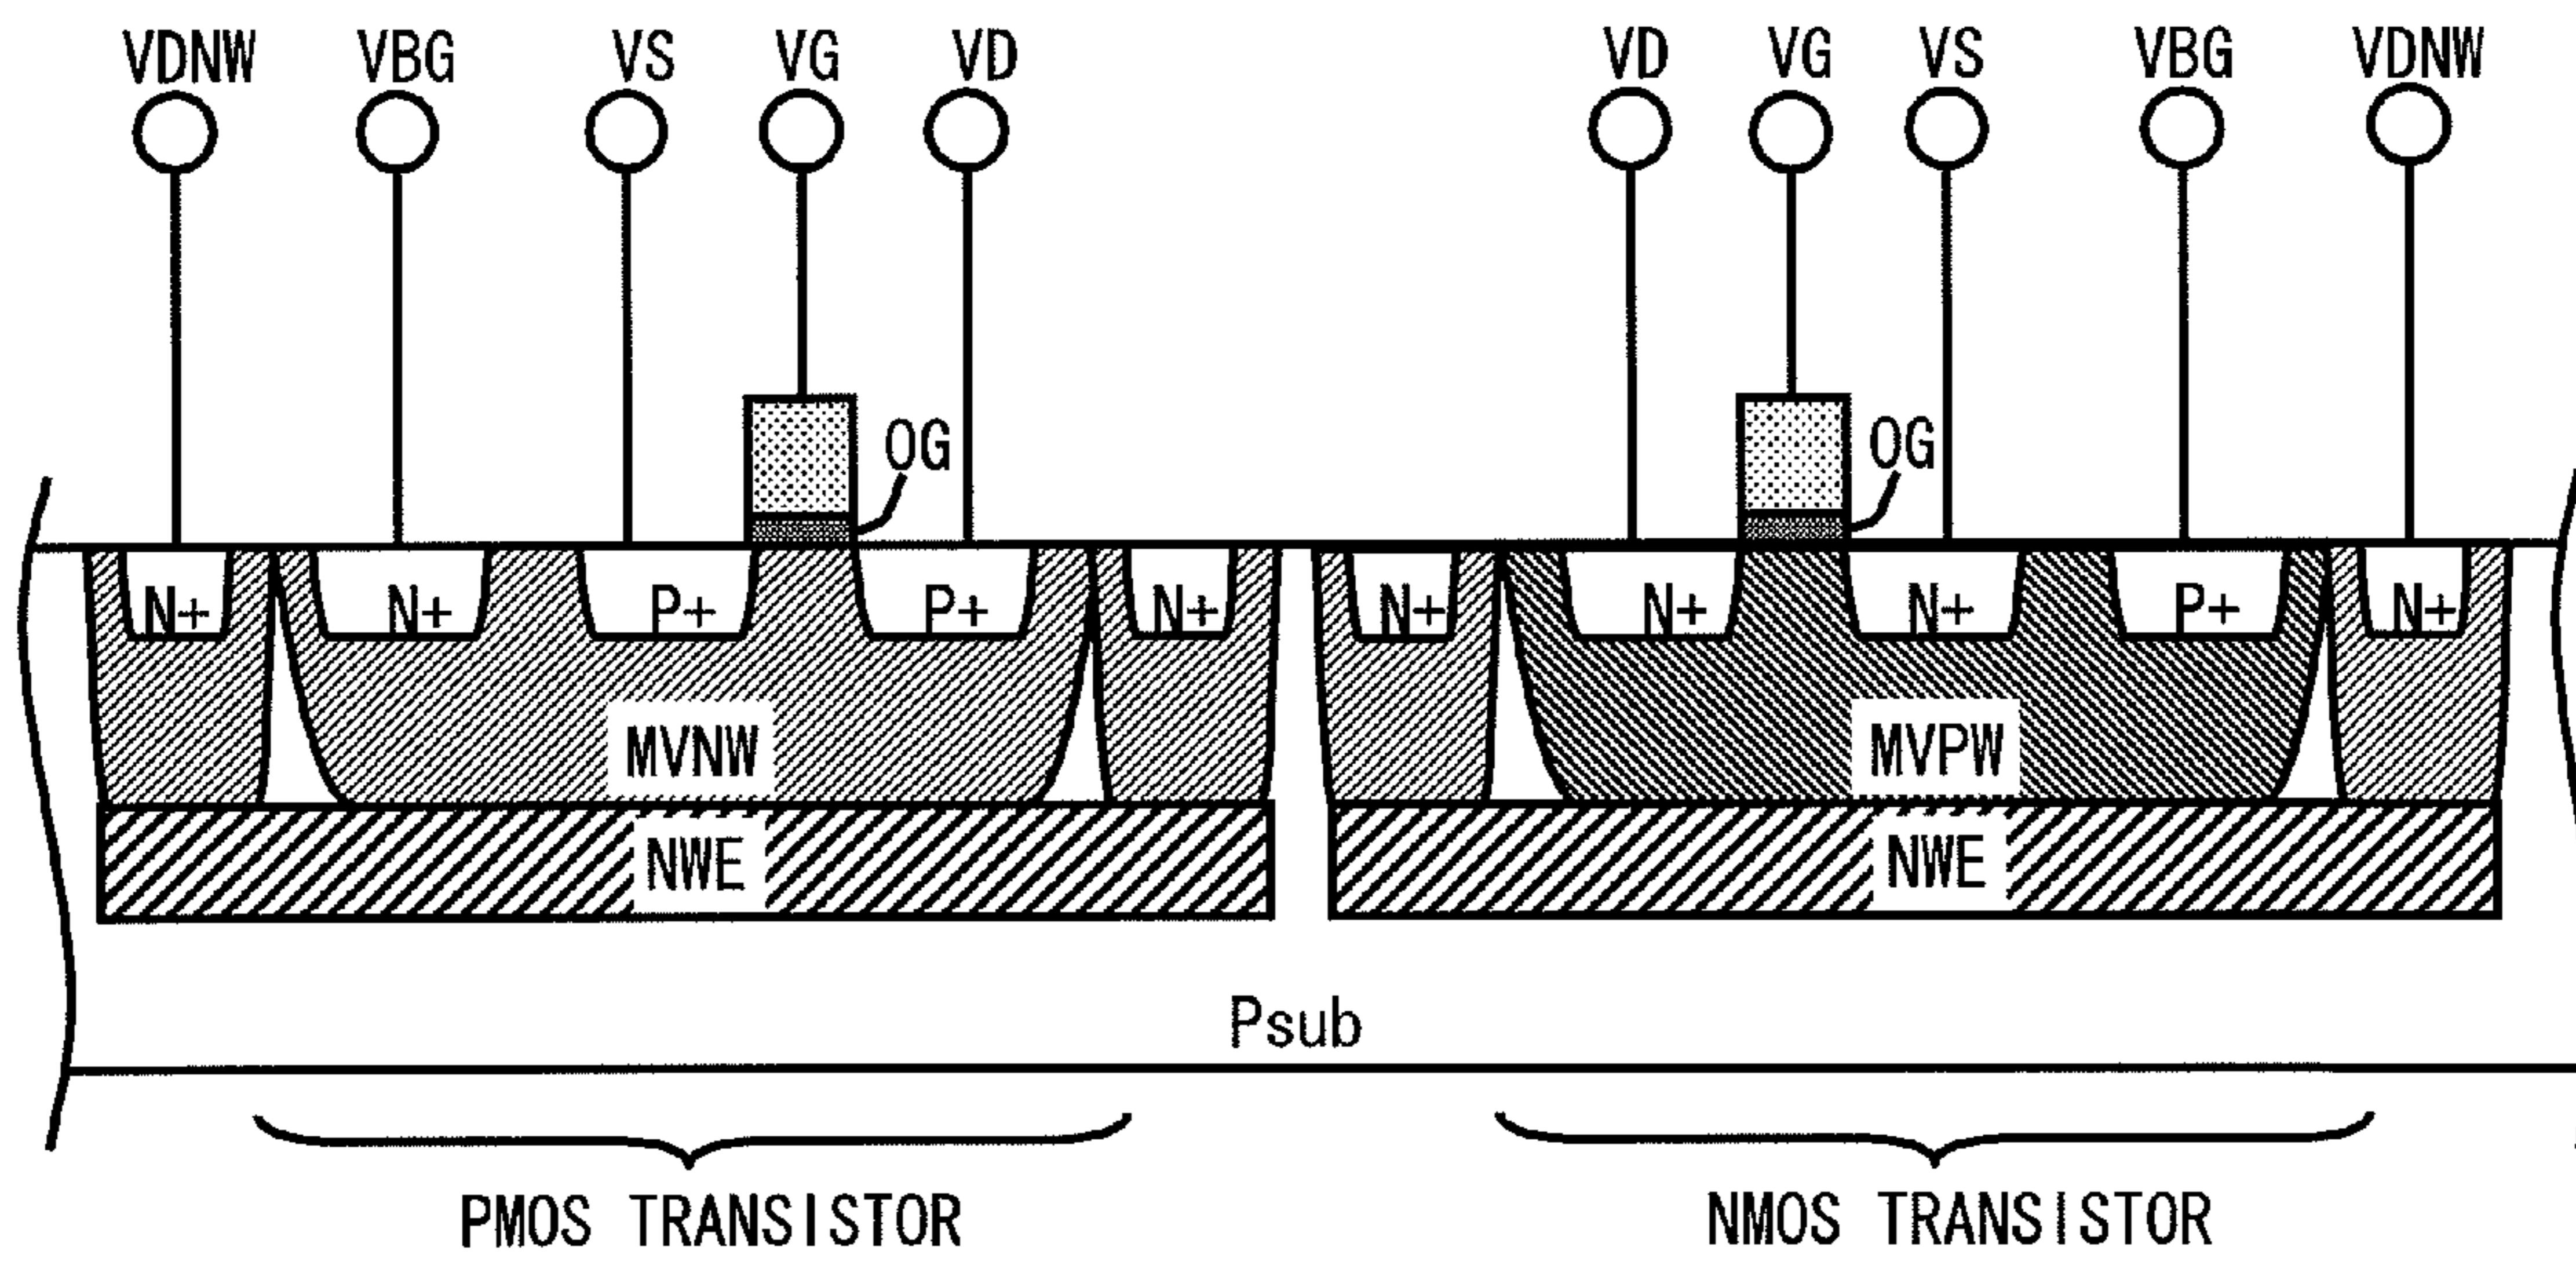 VDNW VBG VS VG VD VD VG VS VBG VDNW
OG OG
N+ N+ P+ P+ N+ N+ N+ N+ P+ N+
MVNW MVPW
NWE NWE
Psub
PMOS TRANSISTOR NMOS TRANSISTOR